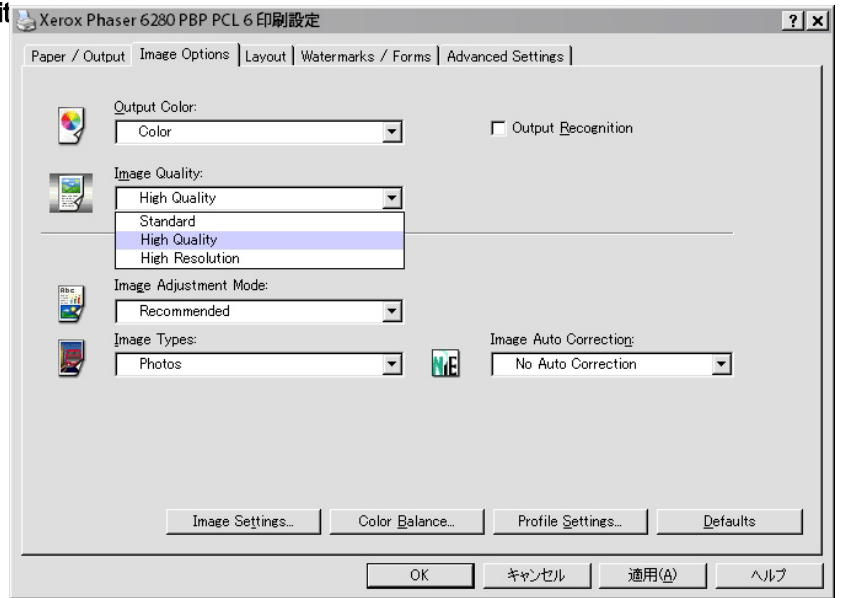 it
Xerox Phaser 6280 PBP PCL 6 印刷設定
Paper / Output Image Options Layout Watermarks / Forms Advanced Settings
Output Color:
Color
Output Recognition
Image Quality:
High Quality
Standard
High Quality
High Resolution
Image Adjustment Mode:
Recommended
Image Types:
Photos
Image Auto Correction:
No Auto Correction
Image Settings... Color Balance... Profile Settings... Defaults
OK キャンセル 適用(A) ヘルプ